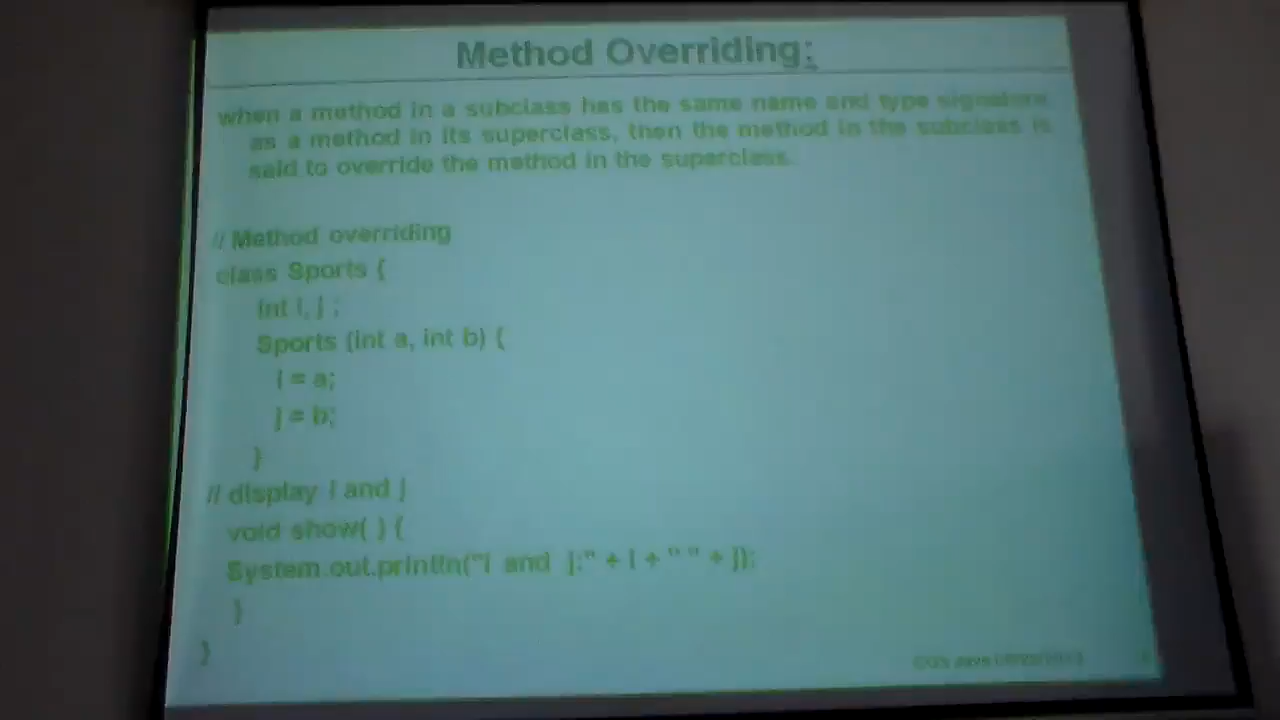 Method Overriding:
when a method in a subclass has the same name and type signature
as a method in its superclass, then the method in the subclass is
said to override the method in the superclass.
// Method overriding
class Sports {
int i, j ;
Sports (int a, int b) {
i = a;
j = b;
}
// display i and j
void show( ) {
System.out.println("i and j:" + i + " " + j);
}
}